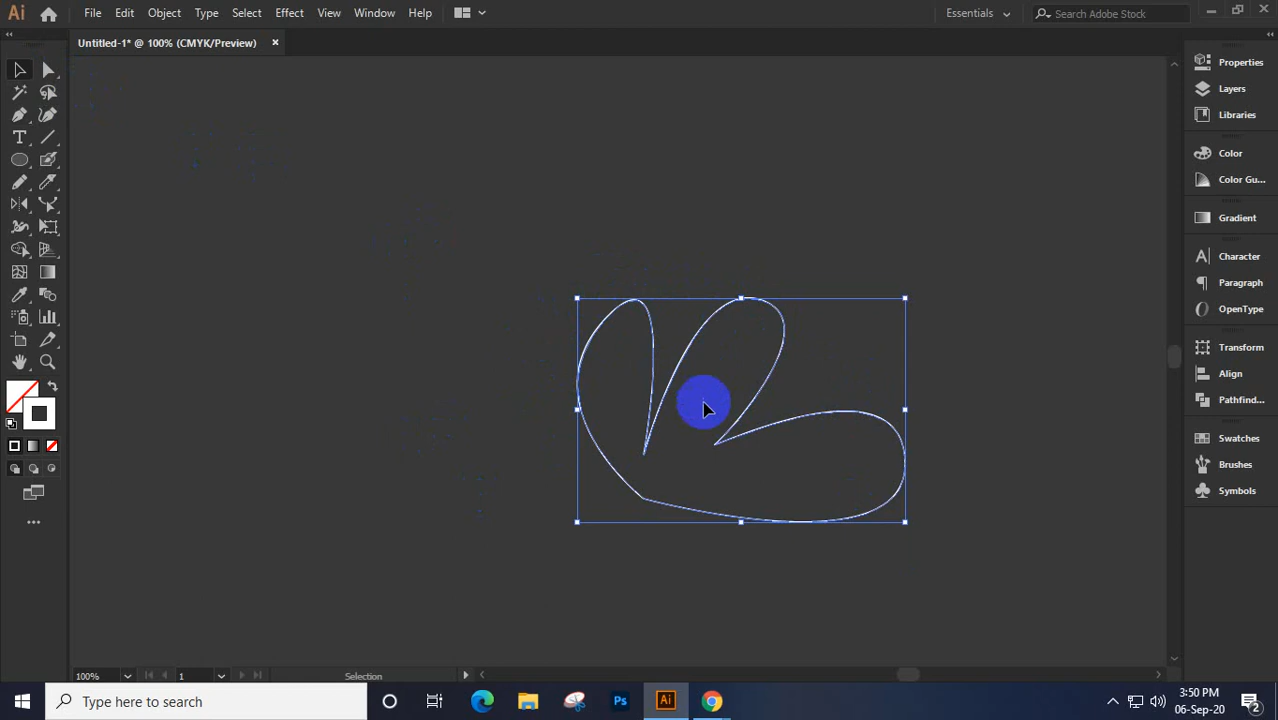 Ai File Edit Object Type Select Effect View Window Help Essentials Search Adobe Stock
Untitled-1* @ 100% (CMYK/Preview)
Properties
Layers
Libraries
Color
Color Gu...
Gradient
Character
Paragraph
OpenType
Transform
Align
Pathfind...
Swatches
Brushes
Symbols
100% 1 Selection
Type here to search Ps Ai 3:50 PM
06-Sep-20 2